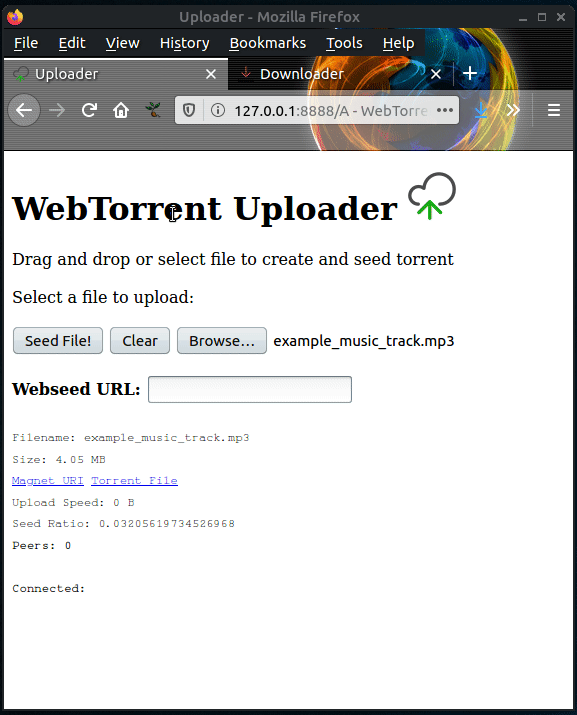 Uploader - Mozilla Firefox
File Edit View History Bookmarks Tools Help
Uploader Downloader
127.0.0.1:8888/A - WebTorre
WebTorrent Uploader
Drag and drop or select file to create and seed torrent
Select a file to upload:
Seed File! Clear Browse... example_music_track.mp3
Webseed URL:
Filename: example_music_track.mp3
Size: 4.05 MB
Magnet URI Torrent File
Upload Speed: 0 B
Seed Ratio: 0.03205619734526968
Peers: 0
Connected: